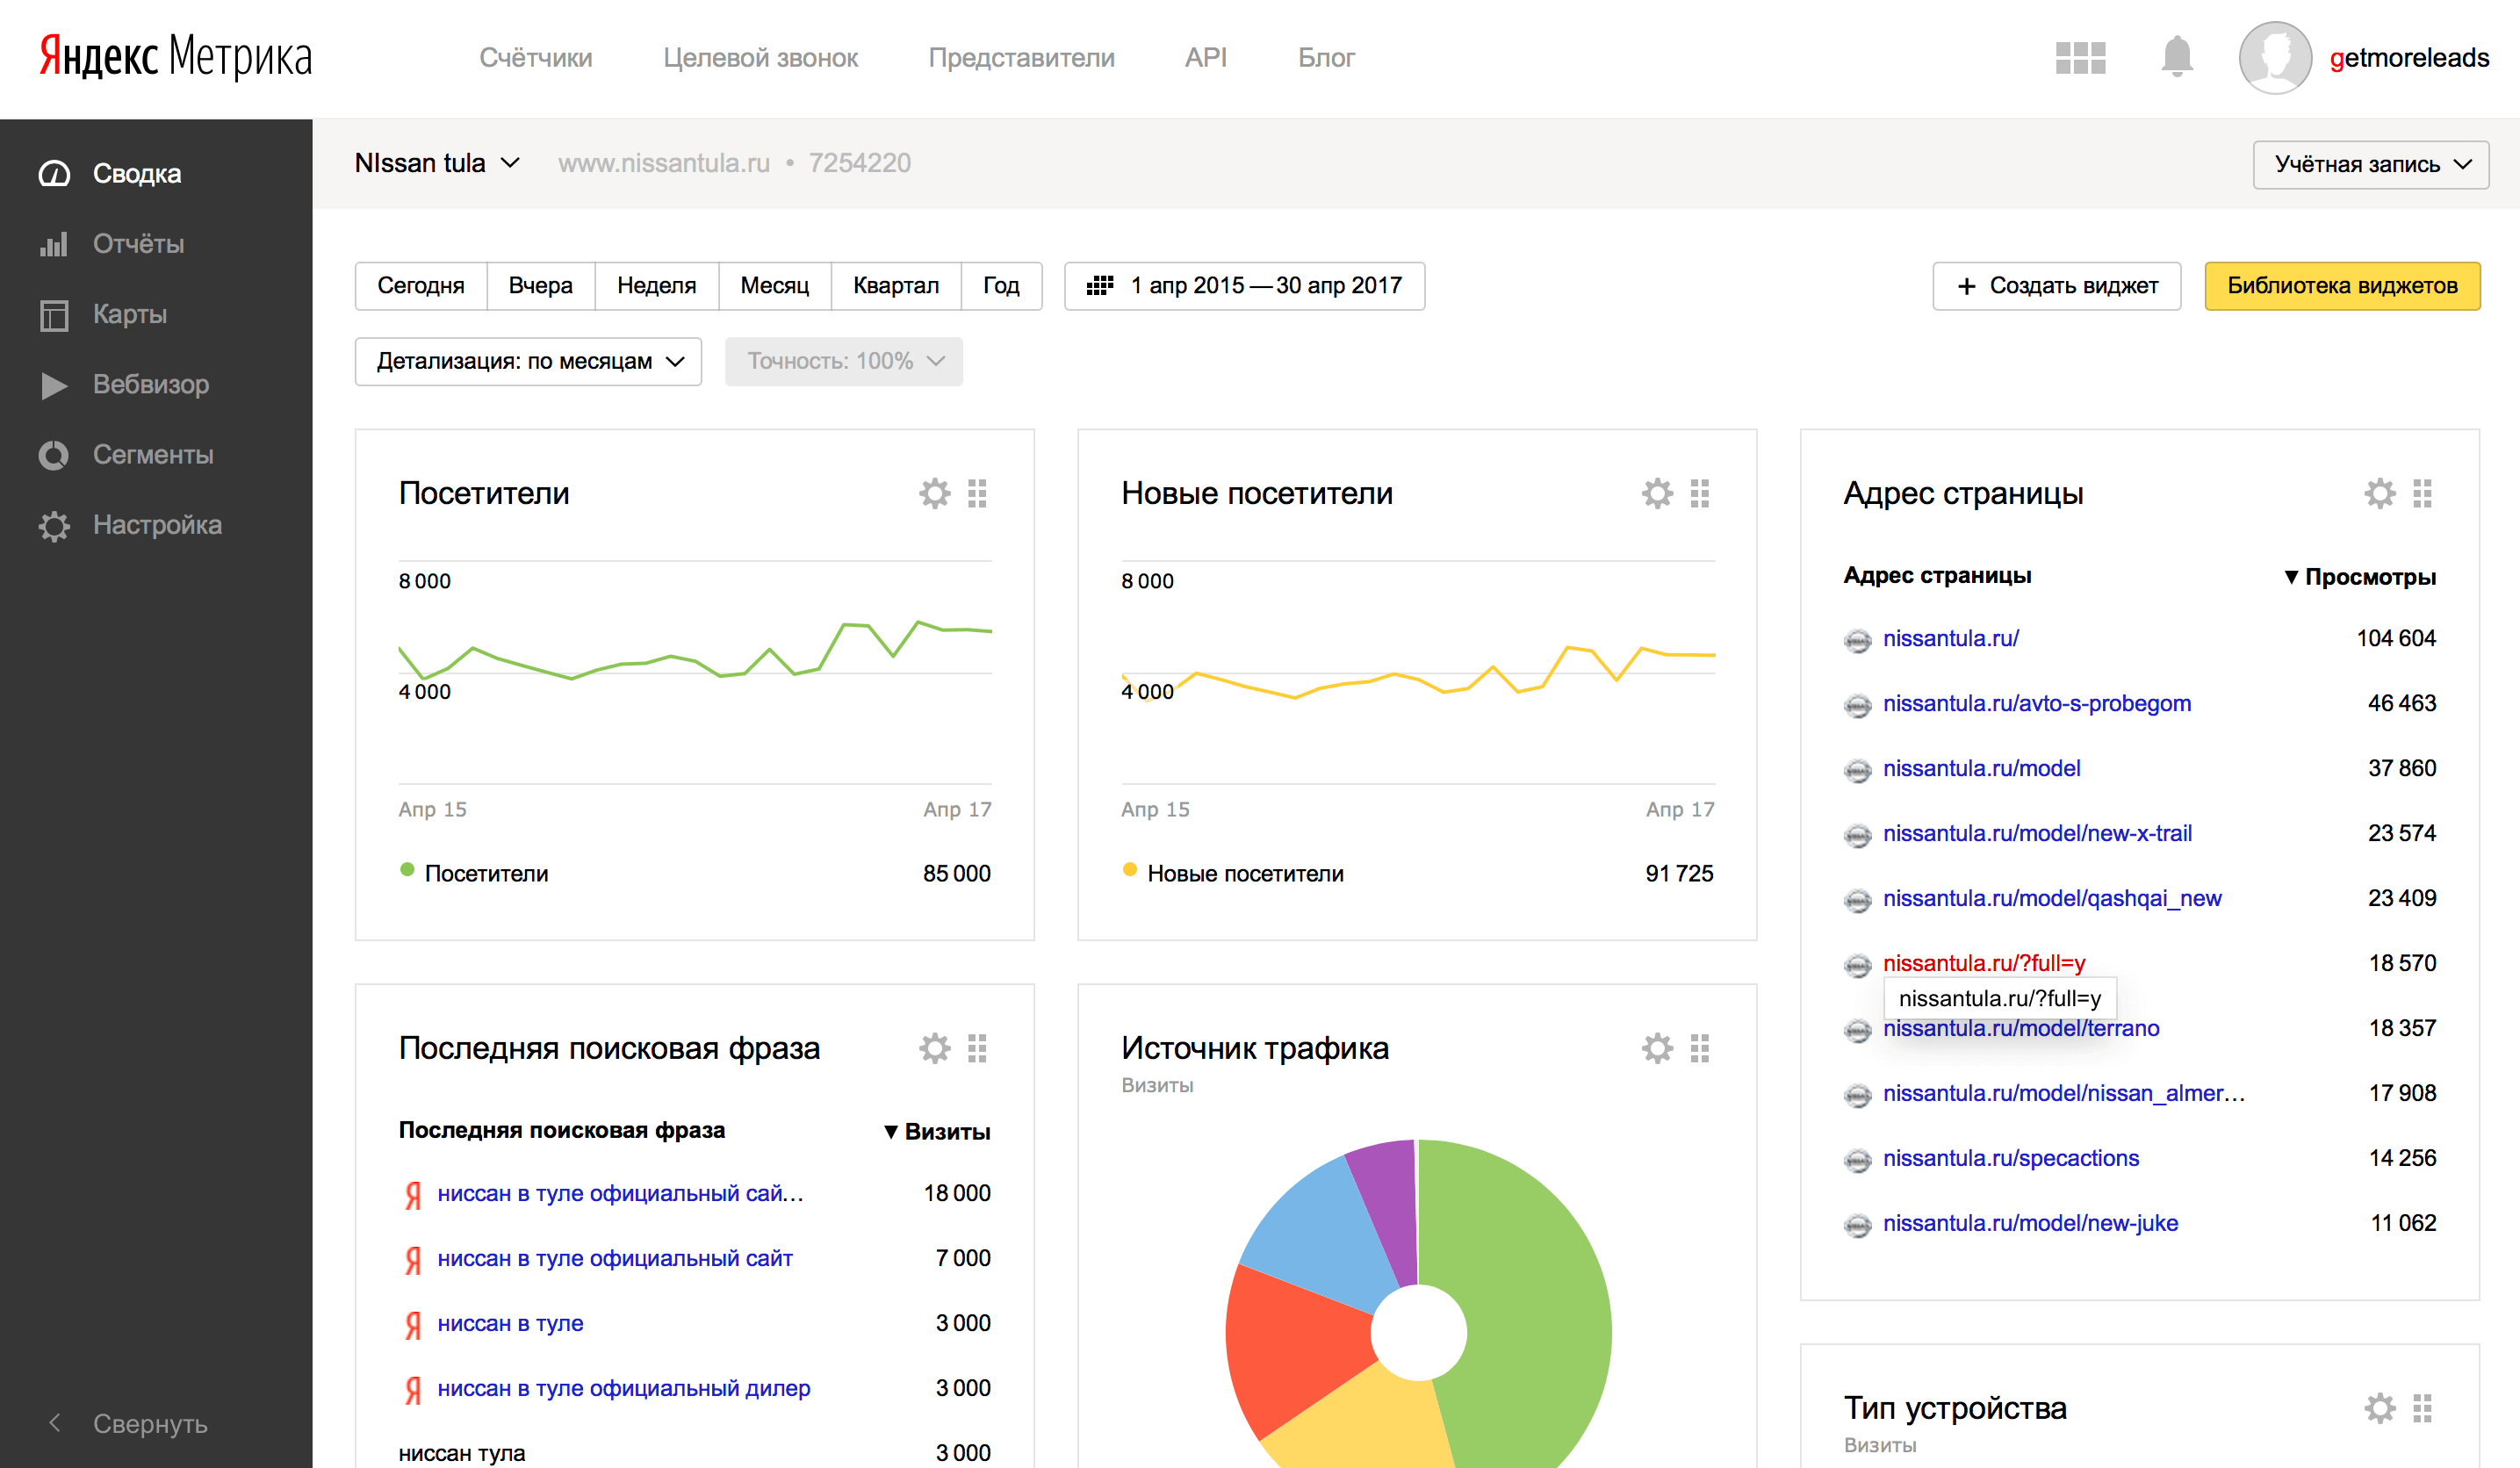 Яндекс Метрика
Счётчики
Целевой звонок
Представители
API
Блог
getmoreleads
Сводка
Отчёты
Карты
Вебвизор
Сегменты
Настройка
Свернуть
NIssan tula
www.nissantula.ru • 7254220
Учётная запись
Сегодня
Вчера
Неделя
Месяц
Квартал
Год
1 апр 2015 — 30 апр 2017
+ Создать виджет
Библиотека виджетов
Детализация: по месяцам
Точность: 100%
Посетители
8 000
4 000
Апр 15
Апр 17
Посетители
85 000
Новые посетители
8 000
4 000
Апр 15
Апр 17
Новые посетители
91 725
Адрес страницы
Адрес страницы ▼ Просмотры
nissantula.ru/ 104 604
nissantula.ru/avto-s-probegom 46 463
nissantula.ru/model 37 860
nissantula.ru/model/new-x-trail 23 574
nissantula.ru/model/qashqai_new 23 409
nissantula.ru/?full=y 18 570
nissantula.ru/?full=y
nissantula.ru/model/terrano 18 357
nissantula.ru/model/nissan_almer… 17 908
nissantula.ru/specactions 14 256
nissantula.ru/model/new-juke 11 062
Последняя поисковая фраза
Последняя поисковая фраза ▼ Визиты
Я ниссан в туле официальный сай… 18 000
Я ниссан в туле официальный сайт 7 000
Я ниссан в туле 3 000
Я ниссан в туле официальный дилер 3 000
ниссан тула 3 000
Источник трафика
Визиты
Тип устройства
Визиты